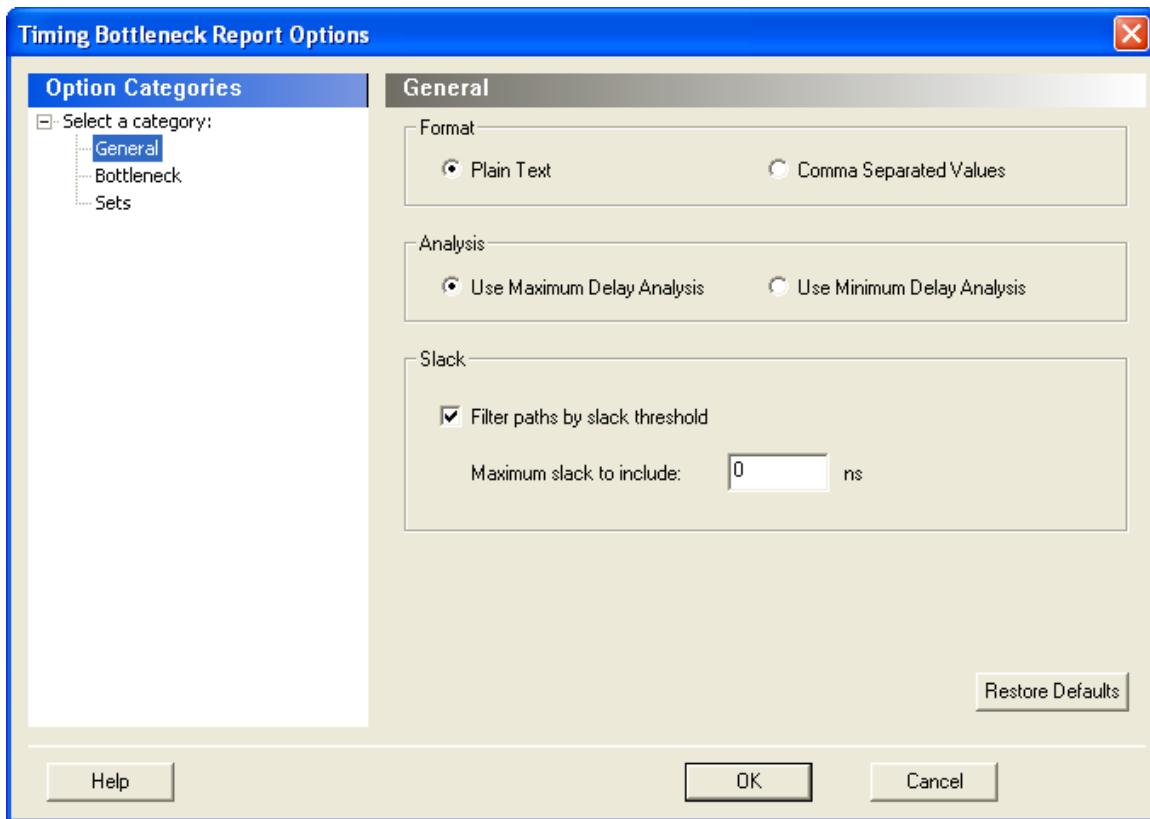 Timing Bottleneck Report Options
Option Categories
Select a category:
General
Bottleneck
Sets
General
Format
Plain Text
Comma Separated Values
Analysis
Use Maximum Delay Analysis
Use Minimum Delay Analysis
Slack
Filter paths by slack threshold
Maximum slack to include: 0 ns
Restore Defaults
Help
OK
Cancel